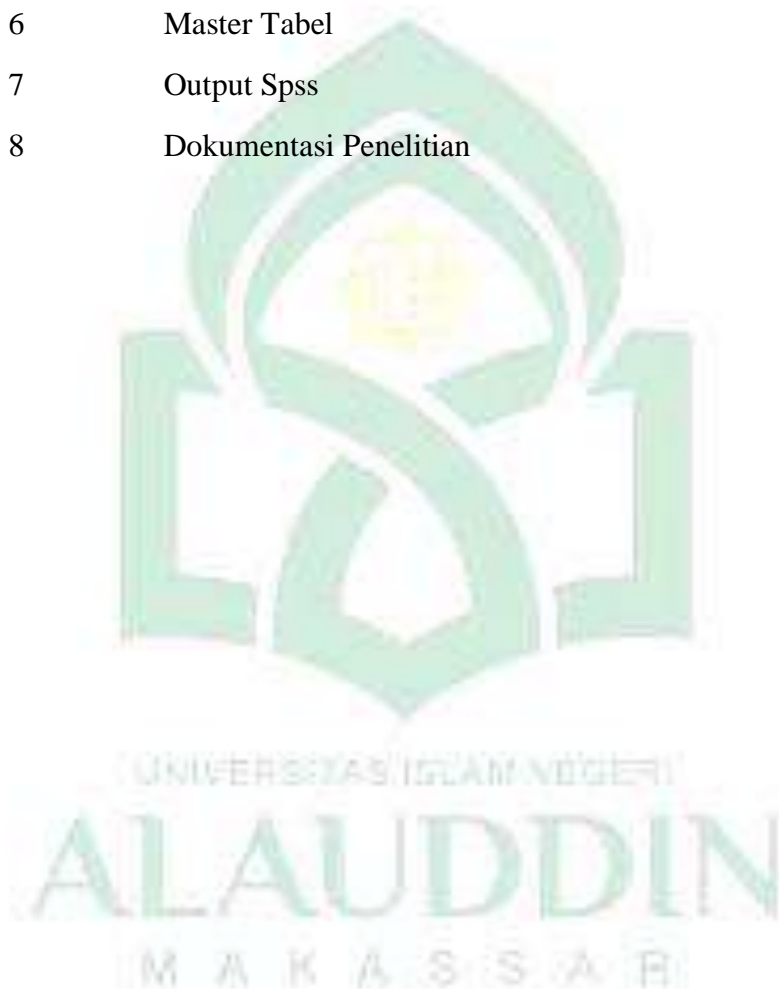 6 Master Tabel
7 Output Spss
8 Dokumentasi Penelitian
UNIVERSITAS ISLAM NEGERI
ALAUDDIN
M A K A S S A R